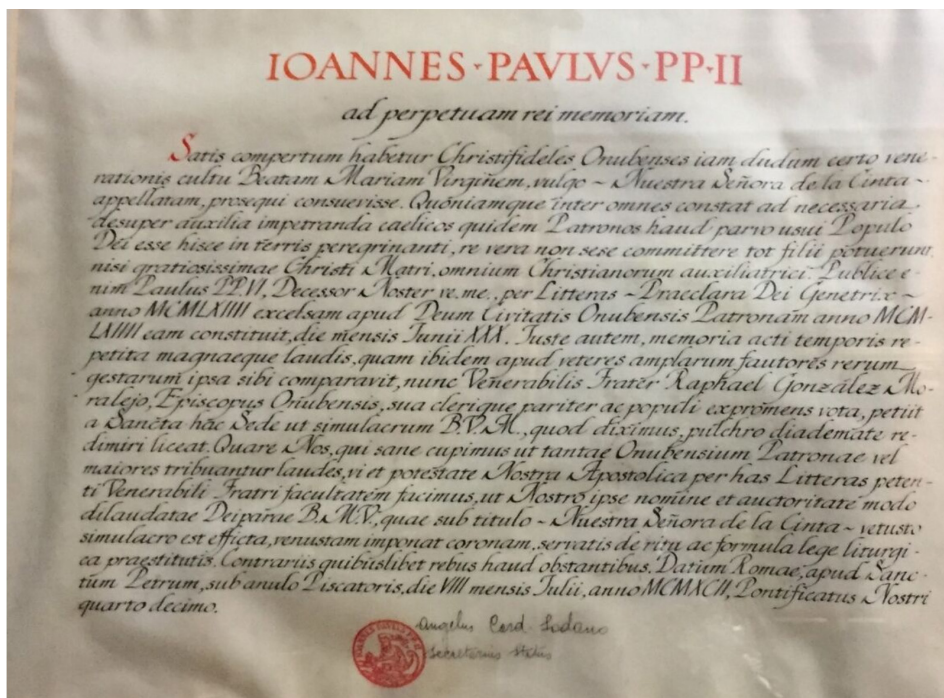 IOANNES·PAVLVS·PP·II
ad perpetuam rei memoriam.
Satis compertum habetur Christifideles Onubenses iam dudum certo vene-
rationis cultu Beatam Mariam Virginem, vulgo ~ Nuestra Señora de la Cinta ~
appellatam, prosequi consuevisse. Quoniamque inter omnes constat ad necessaria
desuper auxilia impetranda caelicos quidem Patronos haud parvo usui Populo
Dei esse hisce in terris peregrinanti, re vera non sese committere tot filii potuerunt
nisi gratiosissimae Christi Matri, omnium Christianorum auxiliatrici. Publice e-
nim Paulus PP.VI, Decessor Noster ve.me., per Litteras ~ Praeclara Dei Genetrix ~
anno MCMLXIIII excelsam apud Deum Civitatis Onubensis Patronam anno MCM-
LXIIII eam constituit, die mensis Junii XXX. Iuste autem, memoria acti temporis re-
petita magnaeque laudis, quam ibidem apud veteres amplarum fautores rerum
gestarum ipsa sibi comparavit, nunc Venerabilis Frater Raphael González Mo-
ralejo, Episcopus Onubensis, sua clerique pariter ac populi expromens vota, petiit
a Sancta hac Sede ut simulacrum B.V.M., quod diximus, pulchro diademate re-
dimiri liceat. Quare Nos, qui sane cupimus ut tantae Onubensium Patronae vel
maiores tribuantur laudes, vi et potestate Nostra Apostolica per has Litteras peten-
ti Venerabili Fratri facultatem facimus, ut Nostro ipse nomine et auctoritate modo
dilaudatae Deiparae B.M.V., quae sub titulo ~ Nuestra Señora de la Cinta ~ vetusto
simulacro est efficta, venustam imponat coronam, servatis de ritu ac formula lege liturgi-
ca praestitutis. Contrariis quibuslibet rebus haud obstantibus. Datum Romae, apud Sanc-
tum Petrum, sub anulo Piscatoris, die VIII mensis Julii, anno MCMXCII, Pontificatus Nostri
quarto decimo.
Angelus Card. Sodano
Secretarius Status